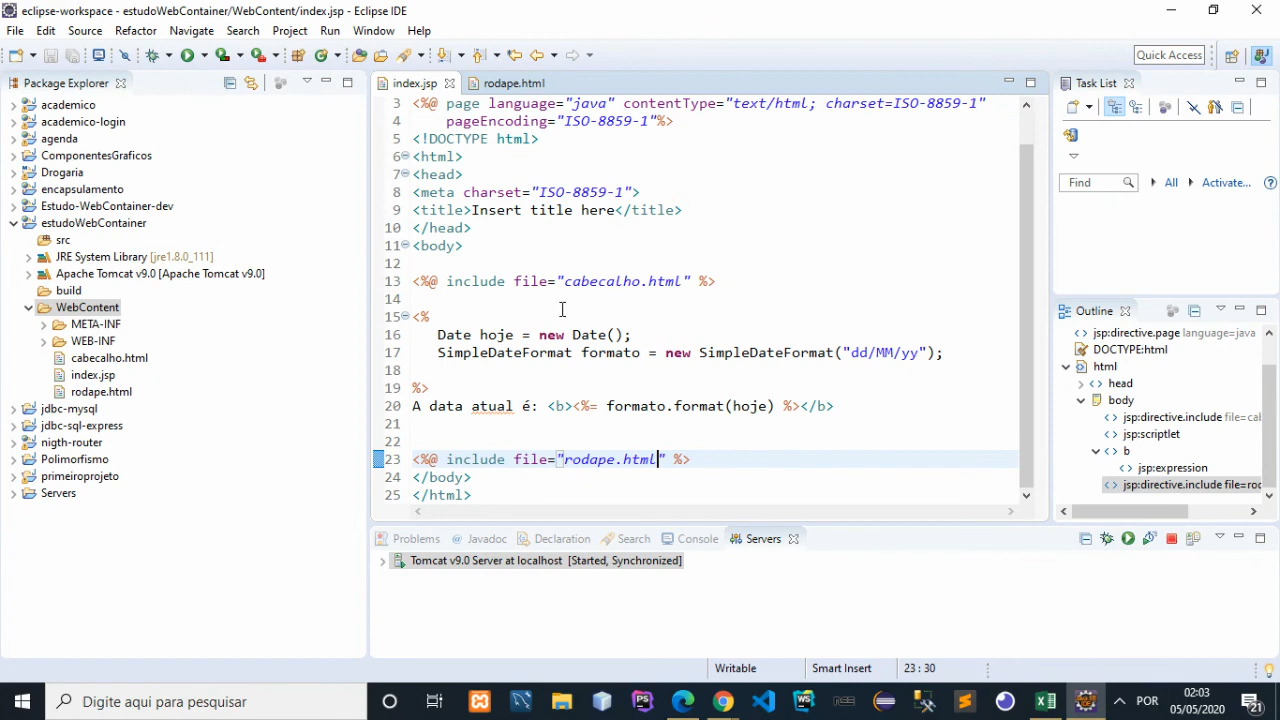 eclipse-workspace - estudoWebContainer/WebContent/index.jsp - Eclipse IDE
File Edit Source Refactor Navigate Search Project Run Window Help
Quick Access
Package Explorer
academico
academico-login
agenda
ComponentesGraficos
Drogaria
encapsulamento
Estudo-WebContainer-dev
estudoWebContainer
src
JRE System Library [jre1.8.0_111]
Apache Tomcat v9.0 [Apache Tomcat v9.0]
build
WebContent
META-INF
WEB-INF
cabecalho.html
index.jsp
rodape.html
jdbc-mysql
jdbc-sql-express
nigth-router
Polimorfismo
primeiroprojeto
Servers
index.jsp rodape.html
3 <%@ page language="java" contentType="text/html; charset=ISO-8859-1"
4 pageEncoding="ISO-8859-1"%>
5 <!DOCTYPE html>
6 <html>
7 <head>
8 <meta charset="ISO-8859-1">
9 <title>Insert title here</title>
10 </head>
11 <body>
12
13 <%@ include file="cabecalho.html" %>
14
15 <%
16 Date hoje = new Date();
17 SimpleDateFormat formato = new SimpleDateFormat("dd/MM/yy");
18
19 %>
20 A data atual é: <b><%= formato.format(hoje) %></b>
21
22
23 <%@ include file="rodape.html" %>
24 </body>
25 </html>
Task List
Find All Activate...
Outline
jsp:directive.page language=java
DOCTYPE:html
html
head
body
jsp:directive.include file=cab
jsp:scriptlet
b
jsp:expression
jsp:directive.include file=rod
Problems Javadoc Declaration Search Console Servers
Tomcat v9.0 Server at localhost [Started, Synchronized]
Writable Smart Insert 23 : 30
Digite aqui para pesquisar
POR
02:03
05/05/2020
21